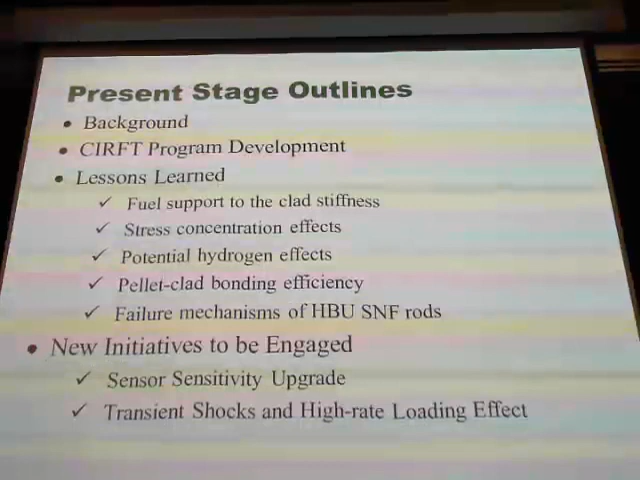 Present Stage Outlines
• Background
• CIRFT Program Development
• Lessons Learned
✓ Fuel support to the clad stiffness
✓ Stress concentration effects
✓ Potential hydrogen effects
✓ Pellet-clad bonding efficiency
✓ Failure mechanisms of HBU SNF rods
• New Initiatives to be Engaged
✓ Sensor Sensitivity Upgrade
✓ Transient Shocks and High-rate Loading Effect